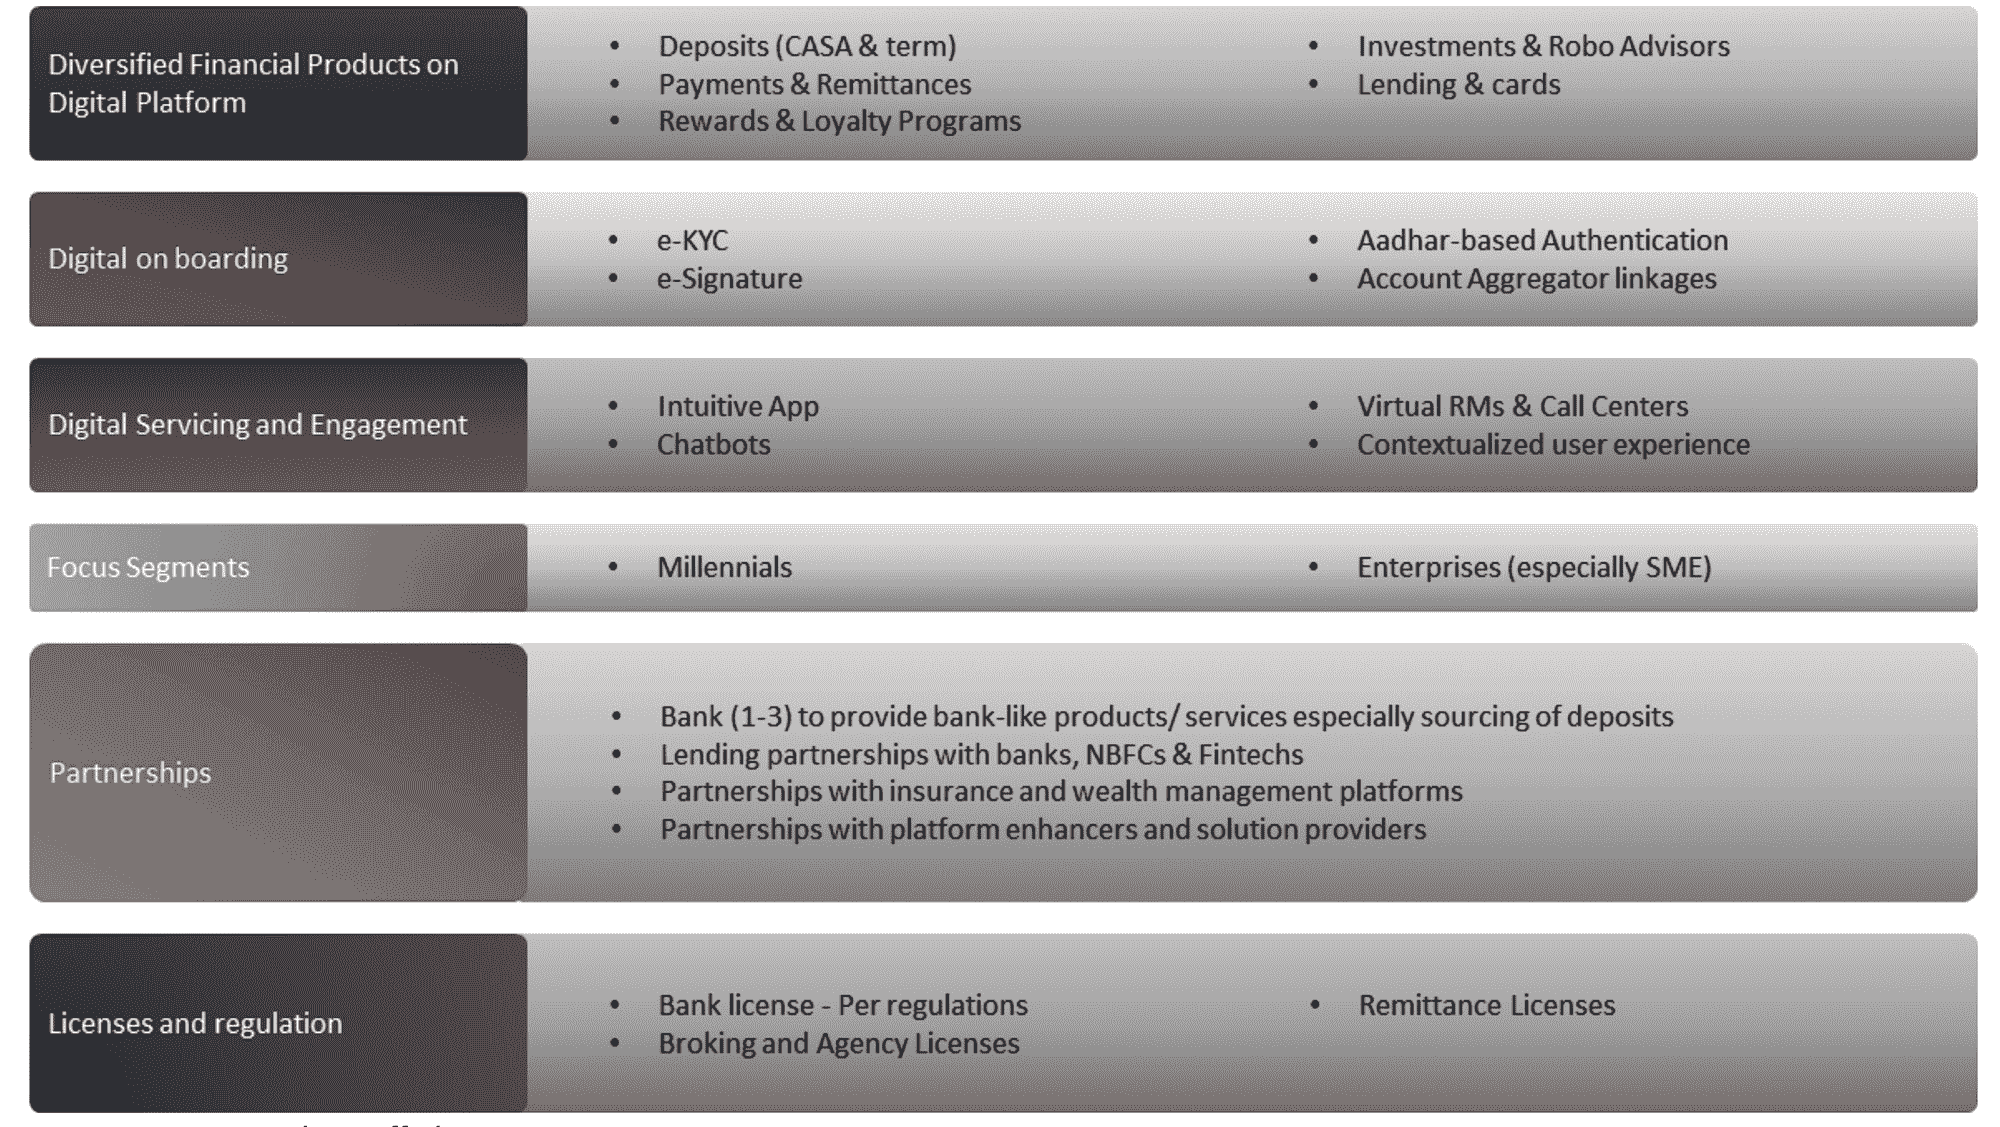 Diversified Financial Products on
Digital Platform
• Deposits (CASA & term)
• Payments & Remittances
• Rewards & Loyalty Programs
• Investments & Robo Advisors
• Lending & cards
Digital on boarding
• e-KYC
• e-Signature
• Aadhar-based Authentication
• Account Aggregator linkages
Digital Servicing and Engagement
• Intuitive App
• Chatbots
• Virtual RMs & Call Centers
• Contextualized user experience
Focus Segments
• Millennials
• Enterprises (especially SME)
Partnerships
• Bank (1-3) to provide bank-like products/ services especially sourcing of deposits
• Lending partnerships with banks, NBFCs & Fintechs
• Partnerships with insurance and wealth management platforms
• Partnerships with platform enhancers and solution providers
Licenses and regulation
• Bank license - Per regulations
• Broking and Agency Licenses
• Remittance Licenses